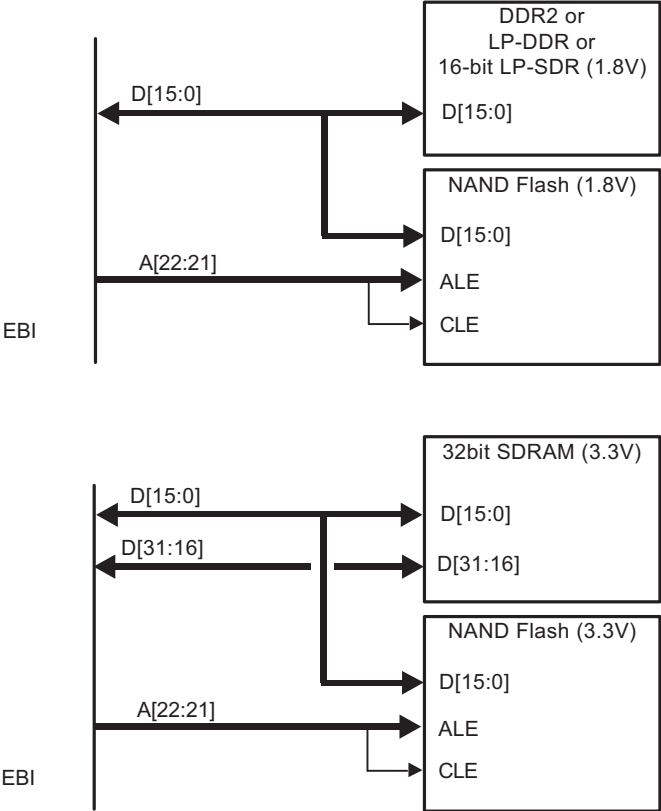 DDR2 or
LP-DDR or
16-bit LP-SDR (1.8V)
D[15:0]
D[15:0]
NAND Flash (1.8V)
D[15:0]
A[22:21]
ALE
CLE
EBI
32bit SDRAM (3.3V)
D[15:0]
D[15:0]
D[31:16]
D[31:16]
NAND Flash (3.3V)
D[15:0]
A[22:21]
ALE
CLE
EBI